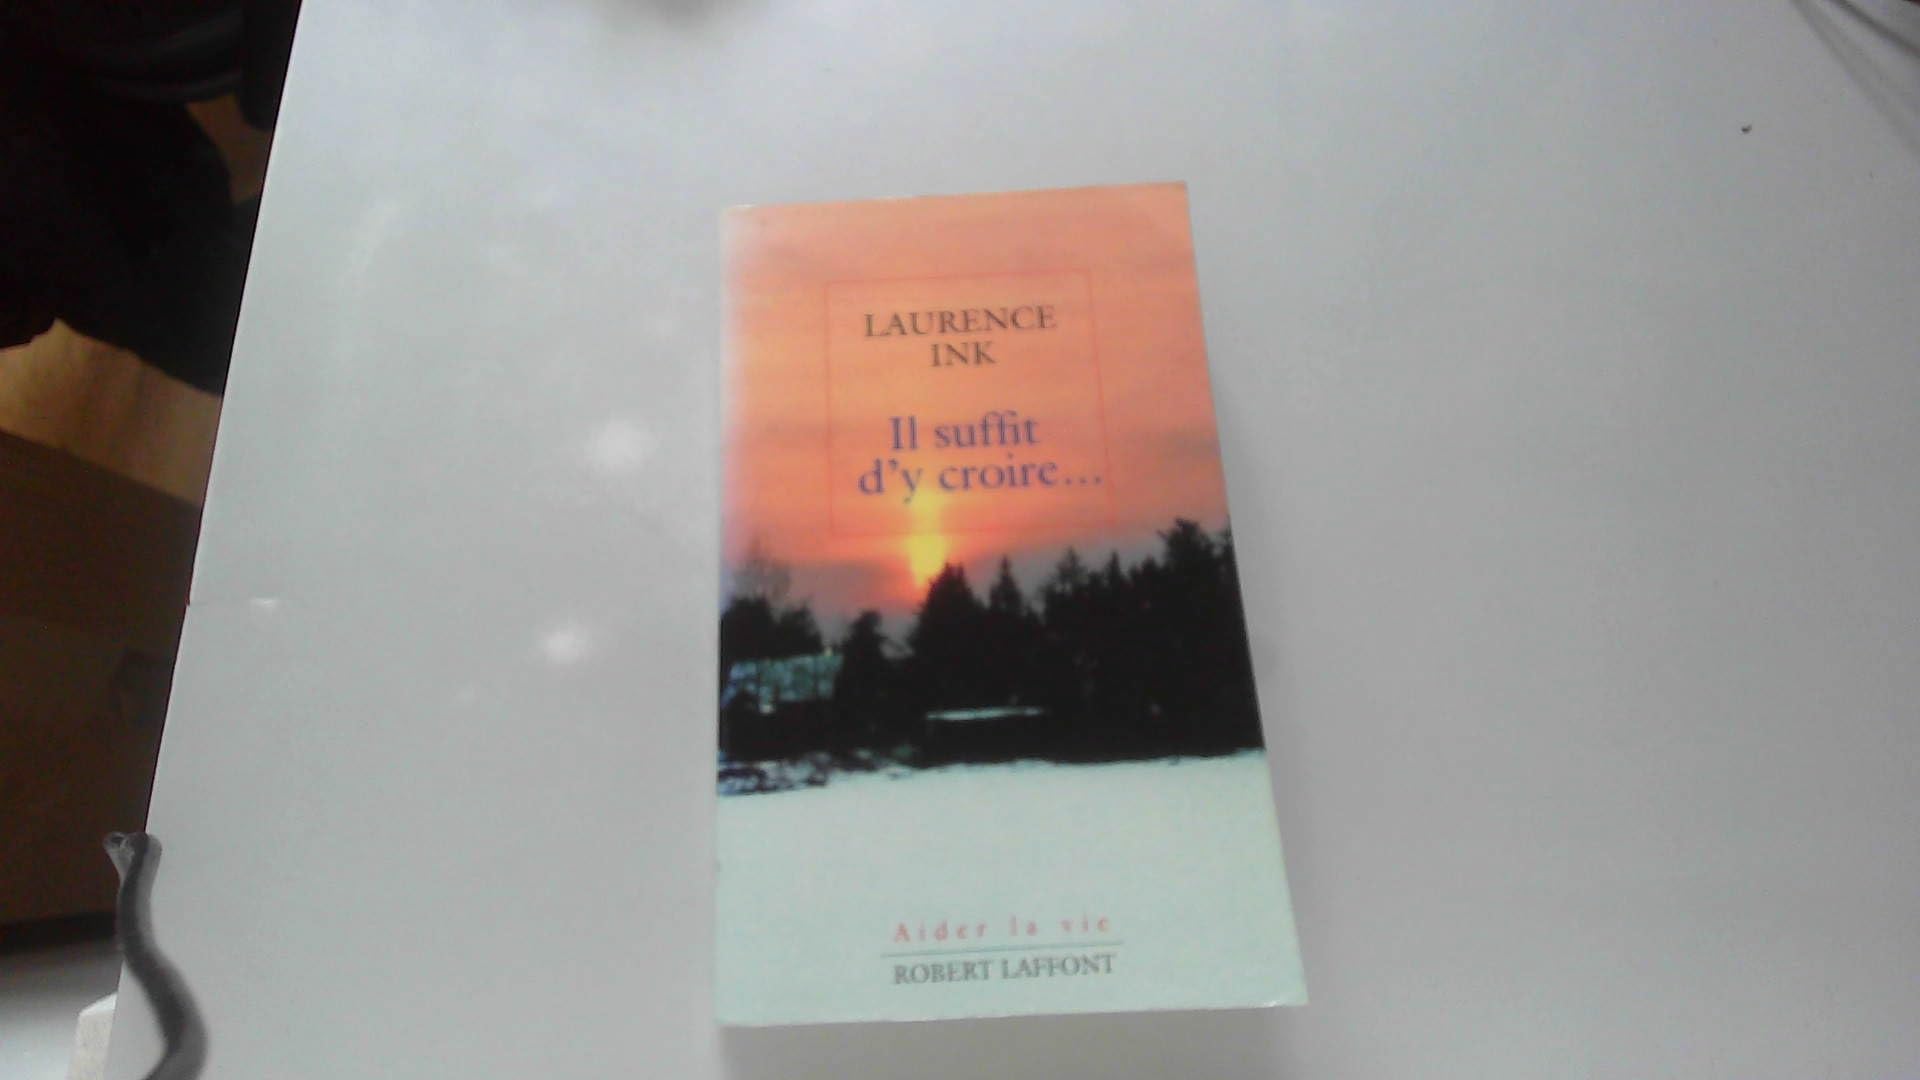 LAURENCE
INK
Il suffit
d'y croire...
Aider la vie
ROBERT LAFFONT